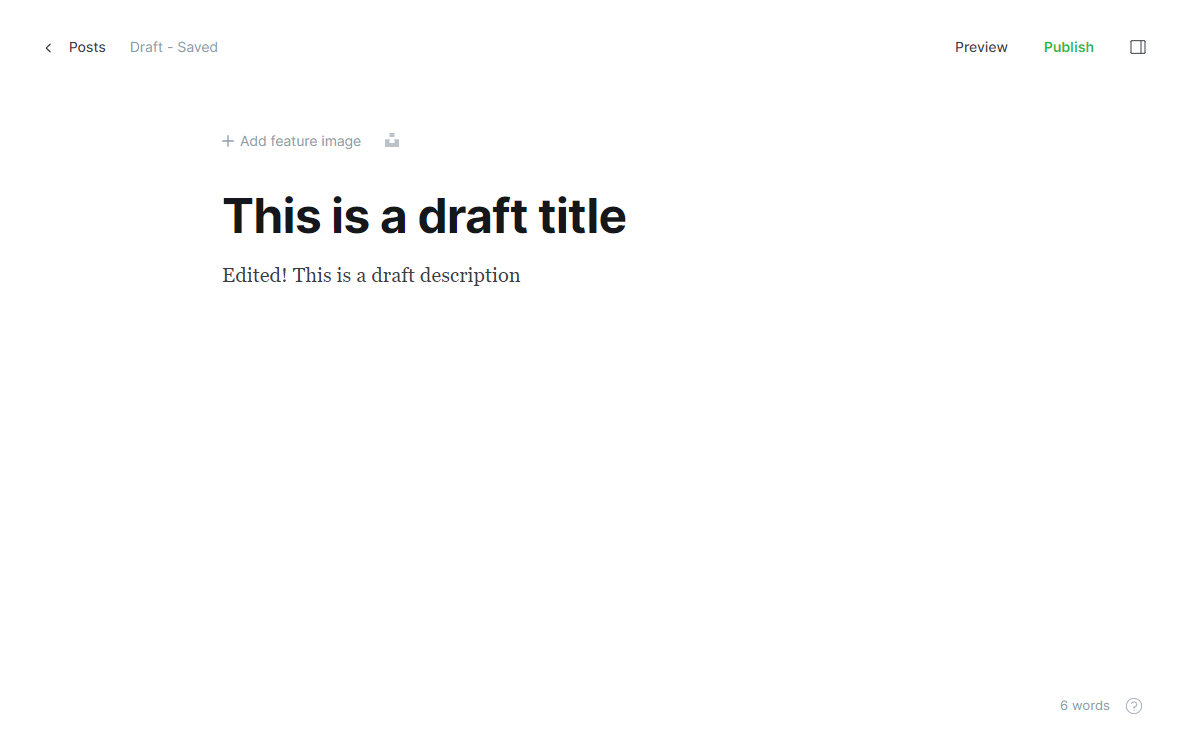 Posts Draft - Saved Preview Publish
Add feature image
This is a draft title
Edited! This is a draft description
6 words